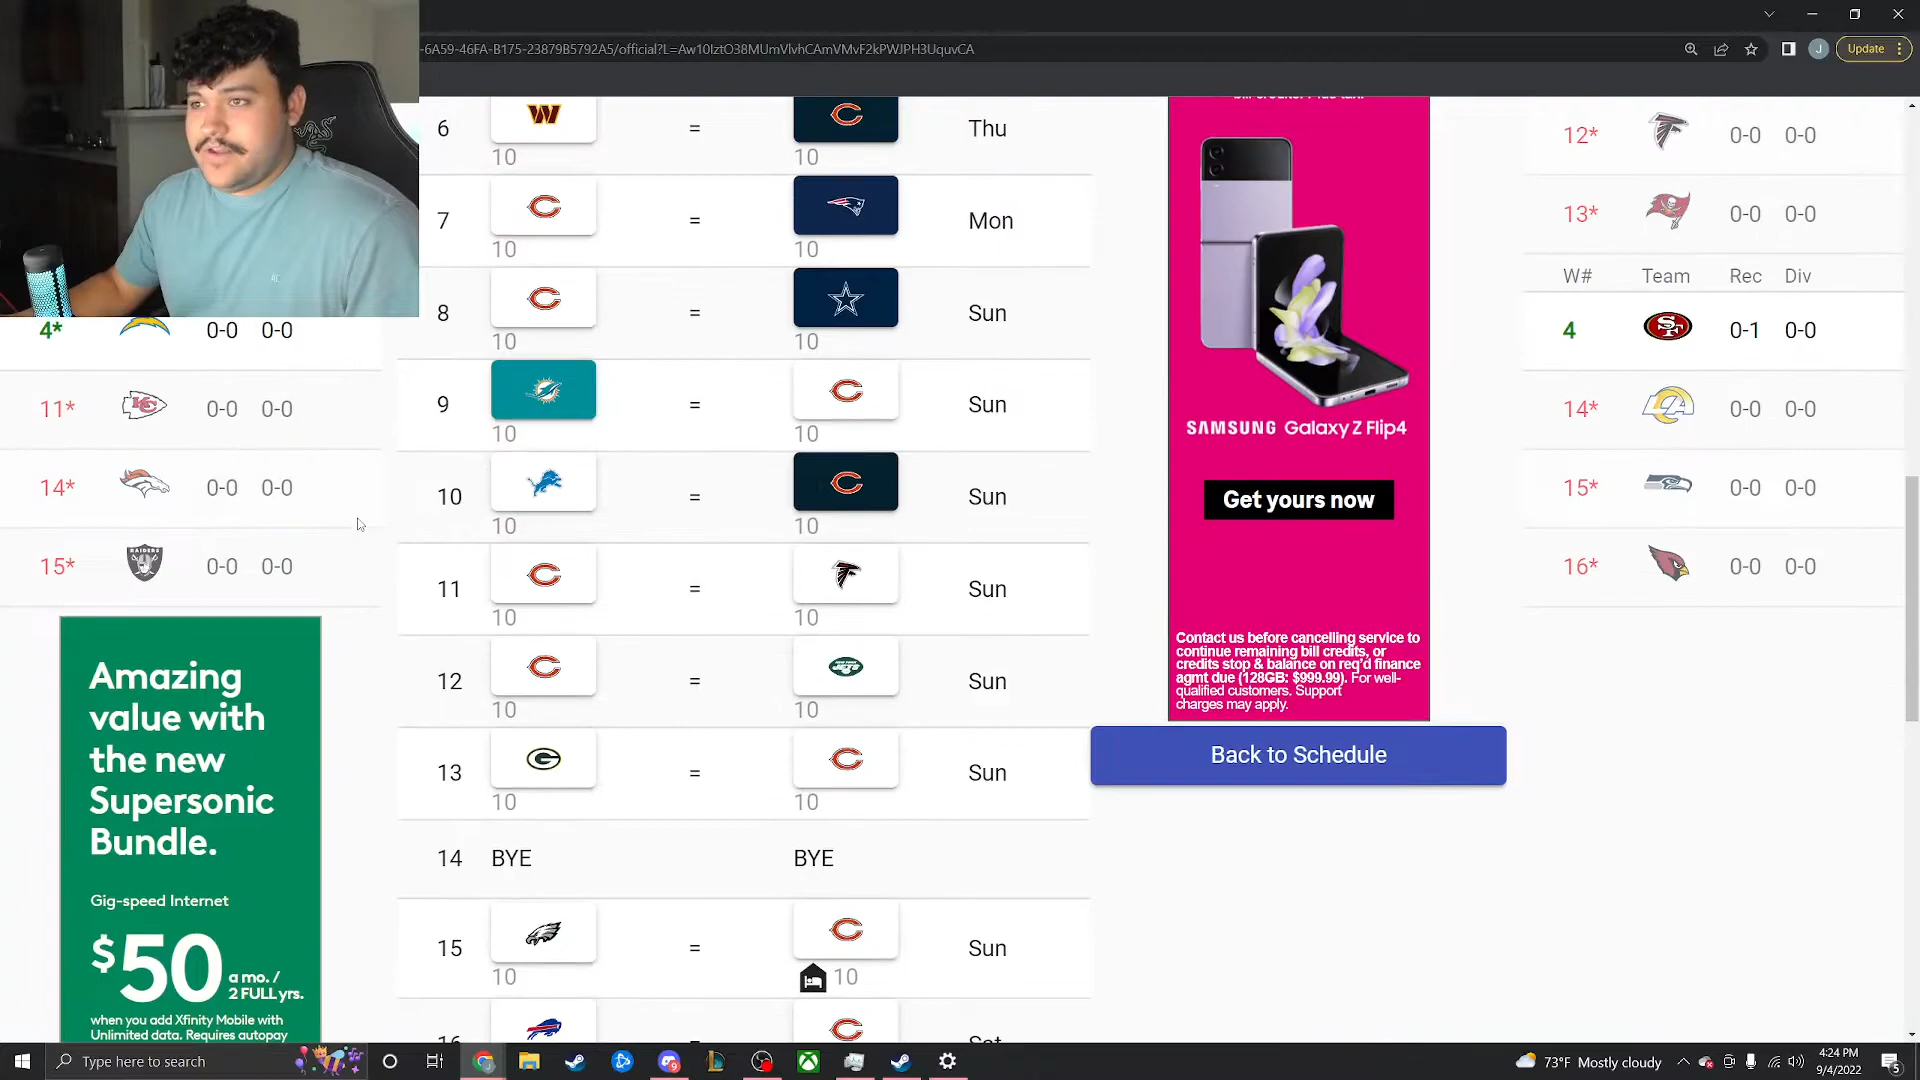 -6A59-46FA-B175-23879B5792A5/official?L=Aw10IztO38MUmVlvhCAmVMvF2kPWJPH3UquvCA
J
Update
6 = Thu
10 10
7 = Mon
10 10
8 = Sun
10 10
9 = Sun
10 10
10 = Sun
10 10
11 = Sun
10 10
12 = Sun
10 10
13 = Sun
10 10
14 BYE BYE
15 = Sun
10 10
4* 0-0 0-0
11* 0-0 0-0
14* 0-0 0-0
15* RAIDERS 0-0 0-0
Amazing
value with
the new
Supersonic
Bundle.
Gig-speed Internet
$50 a mo. /
2 FULL yrs.
when you add Xfinity Mobile with
Unlimited data. Requires autopay
SAMSUNG Galaxy Z Flip4
Get yours now
Contact us before cancelling service to
continue remaining bill credits, or
credits stop & balance on req'd finance
agmt due (128GB: $999.99). For well-
qualified customers. Support
charges may apply.
Back to Schedule
12* 0-0 0-0
13* 0-0 0-0
W# Team Rec Div
4 SF 0-1 0-0
14* 0-0 0-0
15* 0-0 0-0
16* 0-0 0-0
Type here to search
73°F Mostly cloudy
4:24 PM
9/4/2022